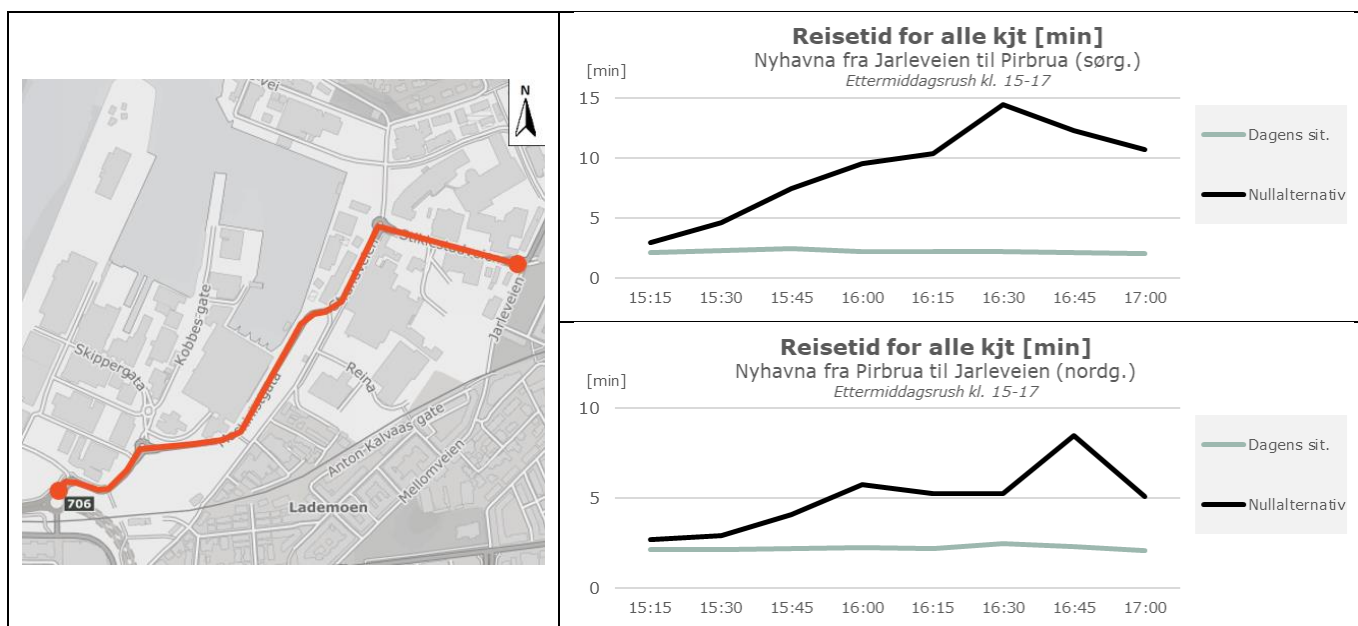 N
Stiklestadveien
Strandveien
Jarleveien
Kobbes-gate
Skippergata
Reina
Maskinistgata
Anton-Kalvaas gate
Mellomveien
Lademoen
706
Reisetid for alle kjt [min]
Nyhavna fra Jarleveien til Pirbrua (sørg.)
Ettermiddagsrush kl. 15-17
[min]
15
10
5
0
15:15 15:30 15:45 16:00 16:15 16:30 16:45 17:00
Dagens sit.
Nullalternativ
Reisetid for alle kjt [min]
Nyhavna fra Pirbrua til Jarleveien (nordg.)
Ettermiddagsrush kl. 15-17
[min]
10
5
0
15:15 15:30 15:45 16:00 16:15 16:30 16:45 17:00
Dagens sit.
Nullalternativ